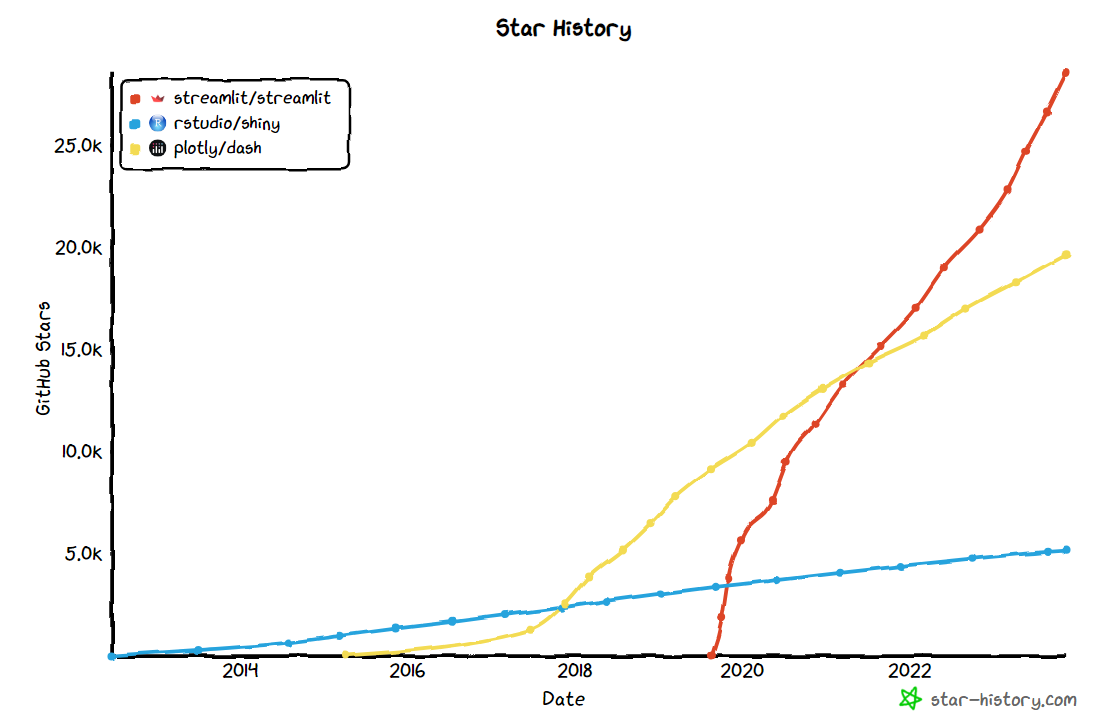 Star History
streamlit/streamlit
rstudio/shiny
plotly/dash
25.0k
20.0k
15.0k
10.0k
5.0k
GitHub Stars
2014
2016
2018
2020
2022
Date
star-history.com